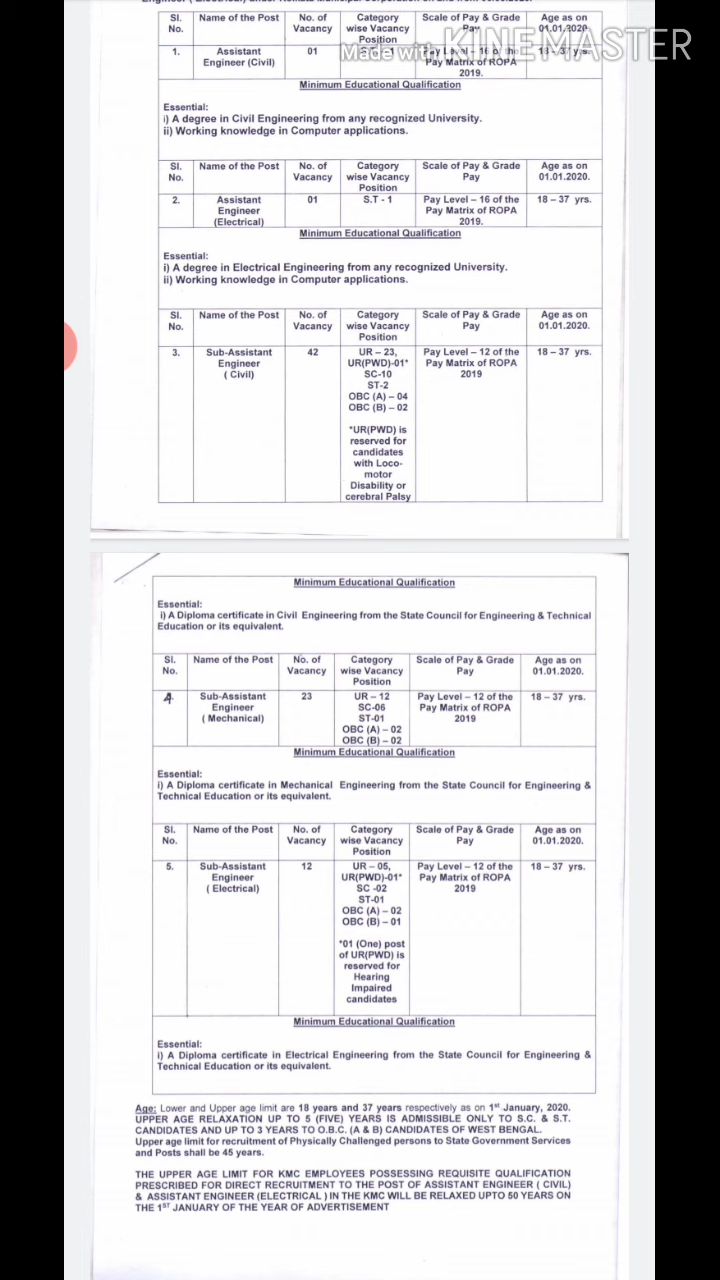 Sl. No. Name of the Post No. of Vacancy Category wise Vacancy Position Scale of Pay & Grade Pay Age as on 01.01.2020
Made with KINEMASTER
1. Assistant Engineer (Civil) 01 Pay Level – 16 of the Pay Matrix of ROPA 2019. 18 – 37 yrs.
Minimum Educational Qualification
Essential:
i) A degree in Civil Engineering from any recognized University.
ii) Working knowledge in Computer applications.
Sl. No. Name of the Post No. of Vacancy Category wise Vacancy Position Scale of Pay & Grade Pay Age as on 01.01.2020.
2. Assistant Engineer (Electrical) 01 S.T - 1 Pay Level – 16 of the Pay Matrix of ROPA 2019. 18 – 37 yrs.
Minimum Educational Qualification
Essential:
i) A degree in Electrical Engineering from any recognized University.
ii) Working knowledge in Computer applications.
Sl. No. Name of the Post No. of Vacancy Category wise Vacancy Position Scale of Pay & Grade Pay Age as on 01.01.2020.
3. Sub-Assistant Engineer ( Civil) 42 UR – 23, UR(PWD)-01* SC-10 ST-2 OBC (A) – 04 OBC (B) – 02 Pay Level – 12 of the Pay Matrix of ROPA 2019 18 – 37 yrs.
*UR(PWD) is
reserved for
candidates
with Loco-
motor
Disability or
cerebral Palsy
Minimum Educational Qualification
Essential:
i) A Diploma certificate in Civil Engineering from the State Council for Engineering & Technical
Education or its equivalent.
Sl. No. Name of the Post No. of Vacancy Category wise Vacancy Position Scale of Pay & Grade Pay Age as on 01.01.2020.
4. Sub-Assistant Engineer ( Mechanical) 23 UR – 12 SC-06 ST-01 OBC (A) – 02 OBC (B) – 02 Pay Level – 12 of the Pay Matrix of ROPA 2019 18 – 37 yrs.
Minimum Educational Qualification
Essential:
i) A Diploma certificate in Mechanical Engineering from the State Council for Engineering &
Technical Education or its equivalent.
Sl. No. Name of the Post No. of Vacancy Category wise Vacancy Position Scale of Pay & Grade Pay Age as on 01.01.2020.
5. Sub-Assistant Engineer ( Electrical) 12 UR – 05, UR(PWD)-01* SC -02 ST-01 OBC (A) – 02 OBC (B) – 01 Pay Level – 12 of the Pay Matrix of ROPA 2019 18 – 37 yrs.
*01 (One) post
of UR(PWD) is
reserved for
Hearing
Impaired
candidates
Minimum Educational Qualification
Essential:
i) A Diploma certificate in Electrical Engineering from the State Council for Engineering &
Technical Education or its equivalent.
Age: Lower and Upper age limit are 18 years and 37 years respectively as on 1st January, 2020.
UPPER AGE RELAXATION UP TO 5 (FIVE) YEARS IS ADMISSIBLE ONLY TO S.C. & S.T.
CANDIDATES AND UP TO 3 YEARS TO O.B.C. (A & B) CANDIDATES OF WEST BENGAL.
Upper age limit for recruitment of Physically Challenged persons to State Government Services
and Posts shall be 45 years.
THE UPPER AGE LIMIT FOR KMC EMPLOYEES POSSESSING REQUISITE QUALIFICATION
PRESCRIBED FOR DIRECT RECRUITMENT TO THE POST OF ASSISTANT ENGINEER ( CIVIL)
& ASSISTANT ENGINEER (ELECTRICAL ) IN THE KMC WILL BE RELAXED UPTO 50 YEARS ON
THE 1ST JANUARY OF THE YEAR OF ADVERTISEMENT